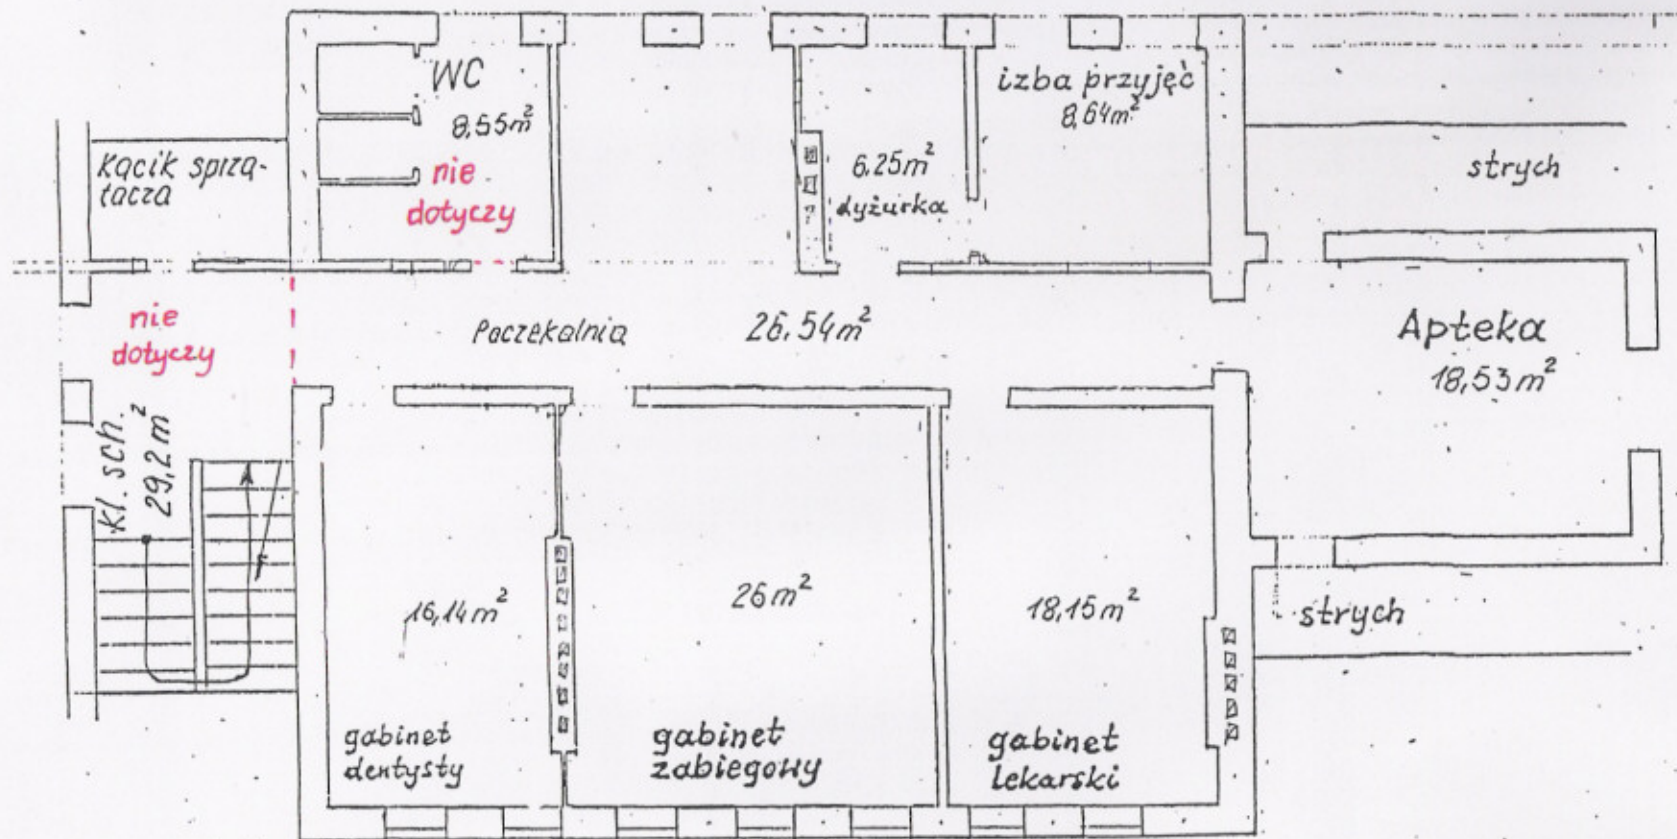 WC
8,55m²
nie
dotyczy
kącik sprzą-
tacza
6,25m²
dyżurka
izba przyjęć
8,64m²
strych
nie
dotyczy
Poczekalnia 26,54m²
Apteka
18,53m²
kl. sch.
29,2m²
16,14m²
gabinet
dentysty
26m²
gabinet
zabiegowy
18,15m²
gabinet
lekarski
strych